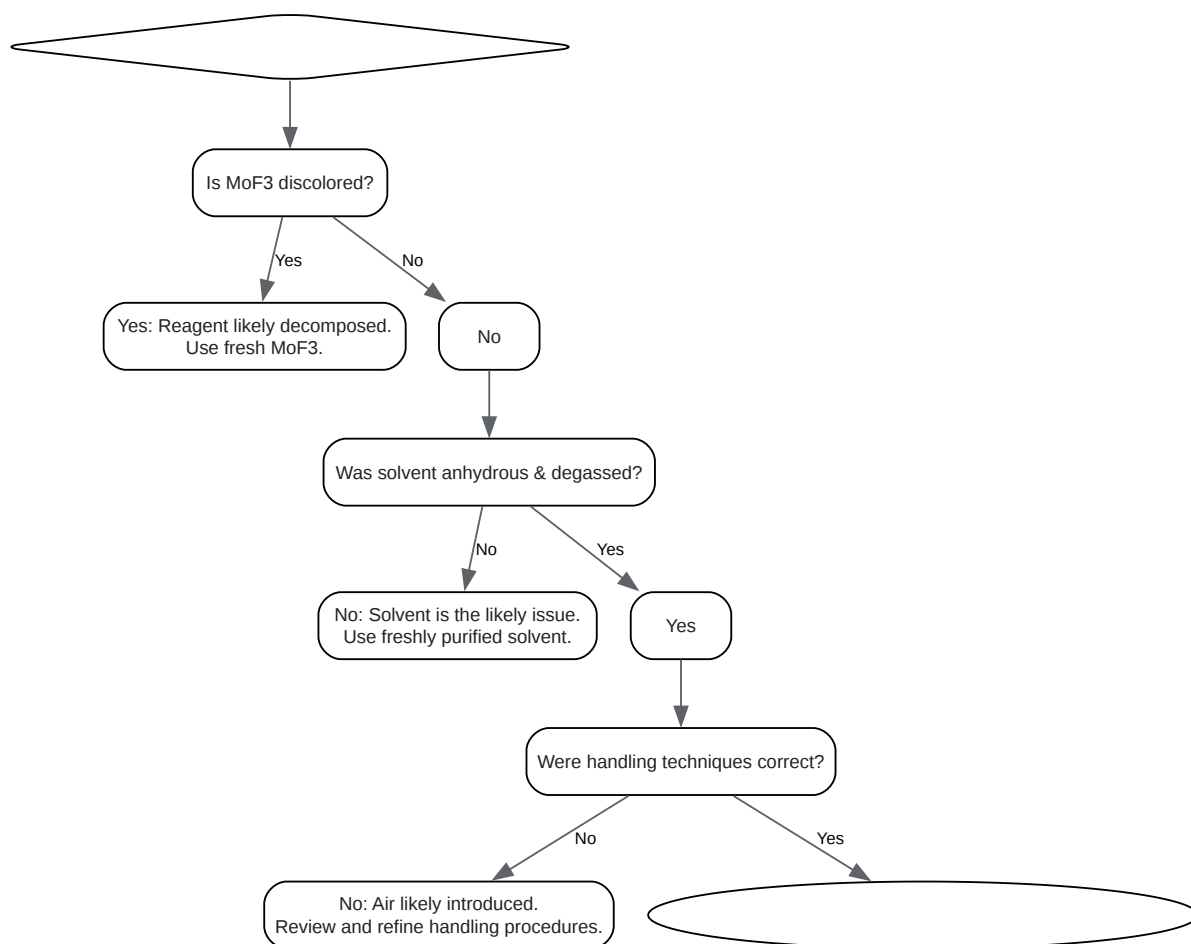 Is MoF3 discolored?
Yes
No
Yes: Reagent likely decomposed.
Use fresh MoF3.
No
Was solvent anhydrous & degassed?
No
Yes
No: Solvent is the likely issue.
Use freshly purified solvent.
Yes
Were handling techniques correct?
No
Yes
No: Air likely introduced.
Review and refine handling procedures.